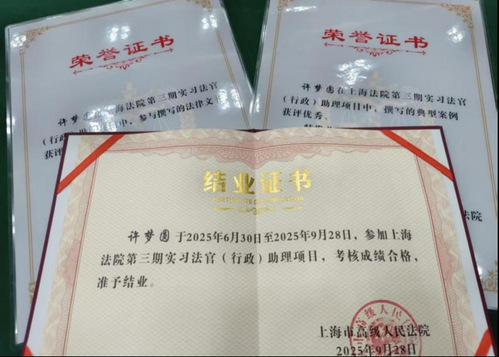 荣誉证书
许梦圆在上海法院第三期实习法官
（行政）助理项目中，参与撰写的法律文
获评优
荣誉证书
许梦圆在上海法院第三期实习法官
（行政）助理项目中，撰写的典型案例
获评优秀。
法院
结业证书
许梦圆于2025年6月30日至2025年9月28日，参加上海
法院第三期实习法官（行政）助理项目，考核成绩合格，
准予结业。
上海市高级人民法院
2025年9月28日